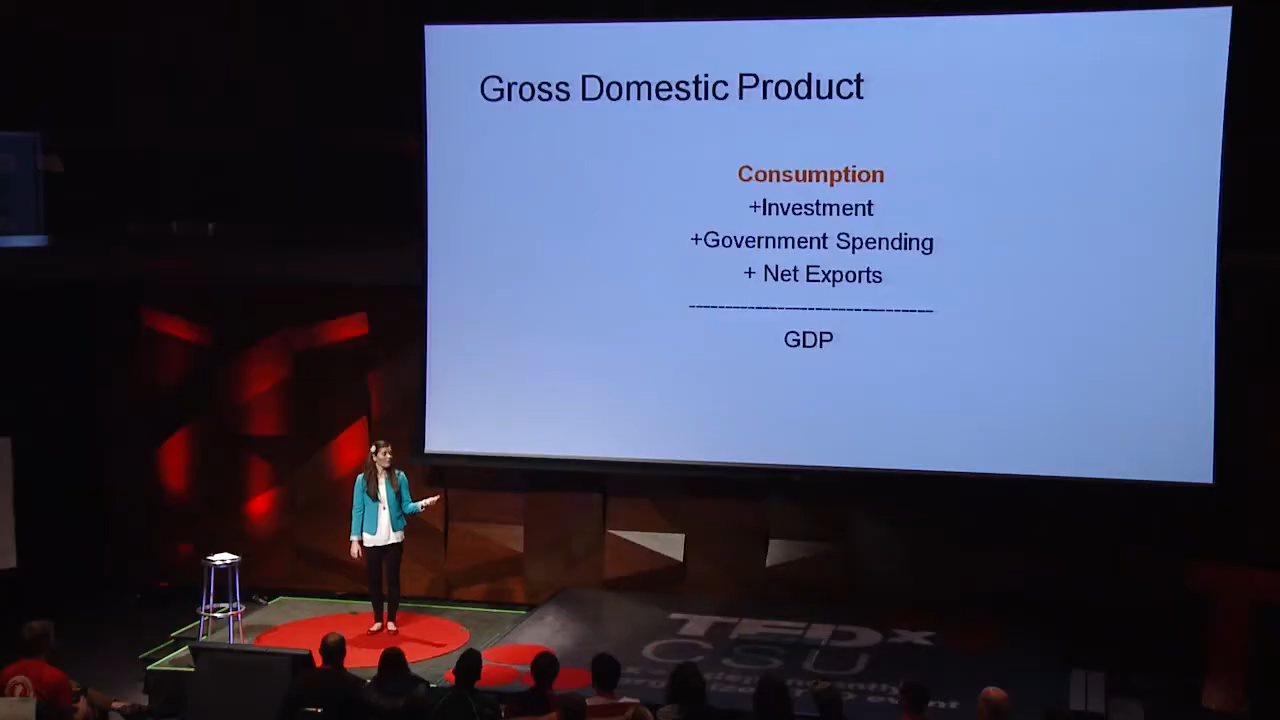 Gross Domestic Product
Consumption
+Investment
+Government Spending
+ Net Exports
--------------------------------
GDP
TEDx
CSU